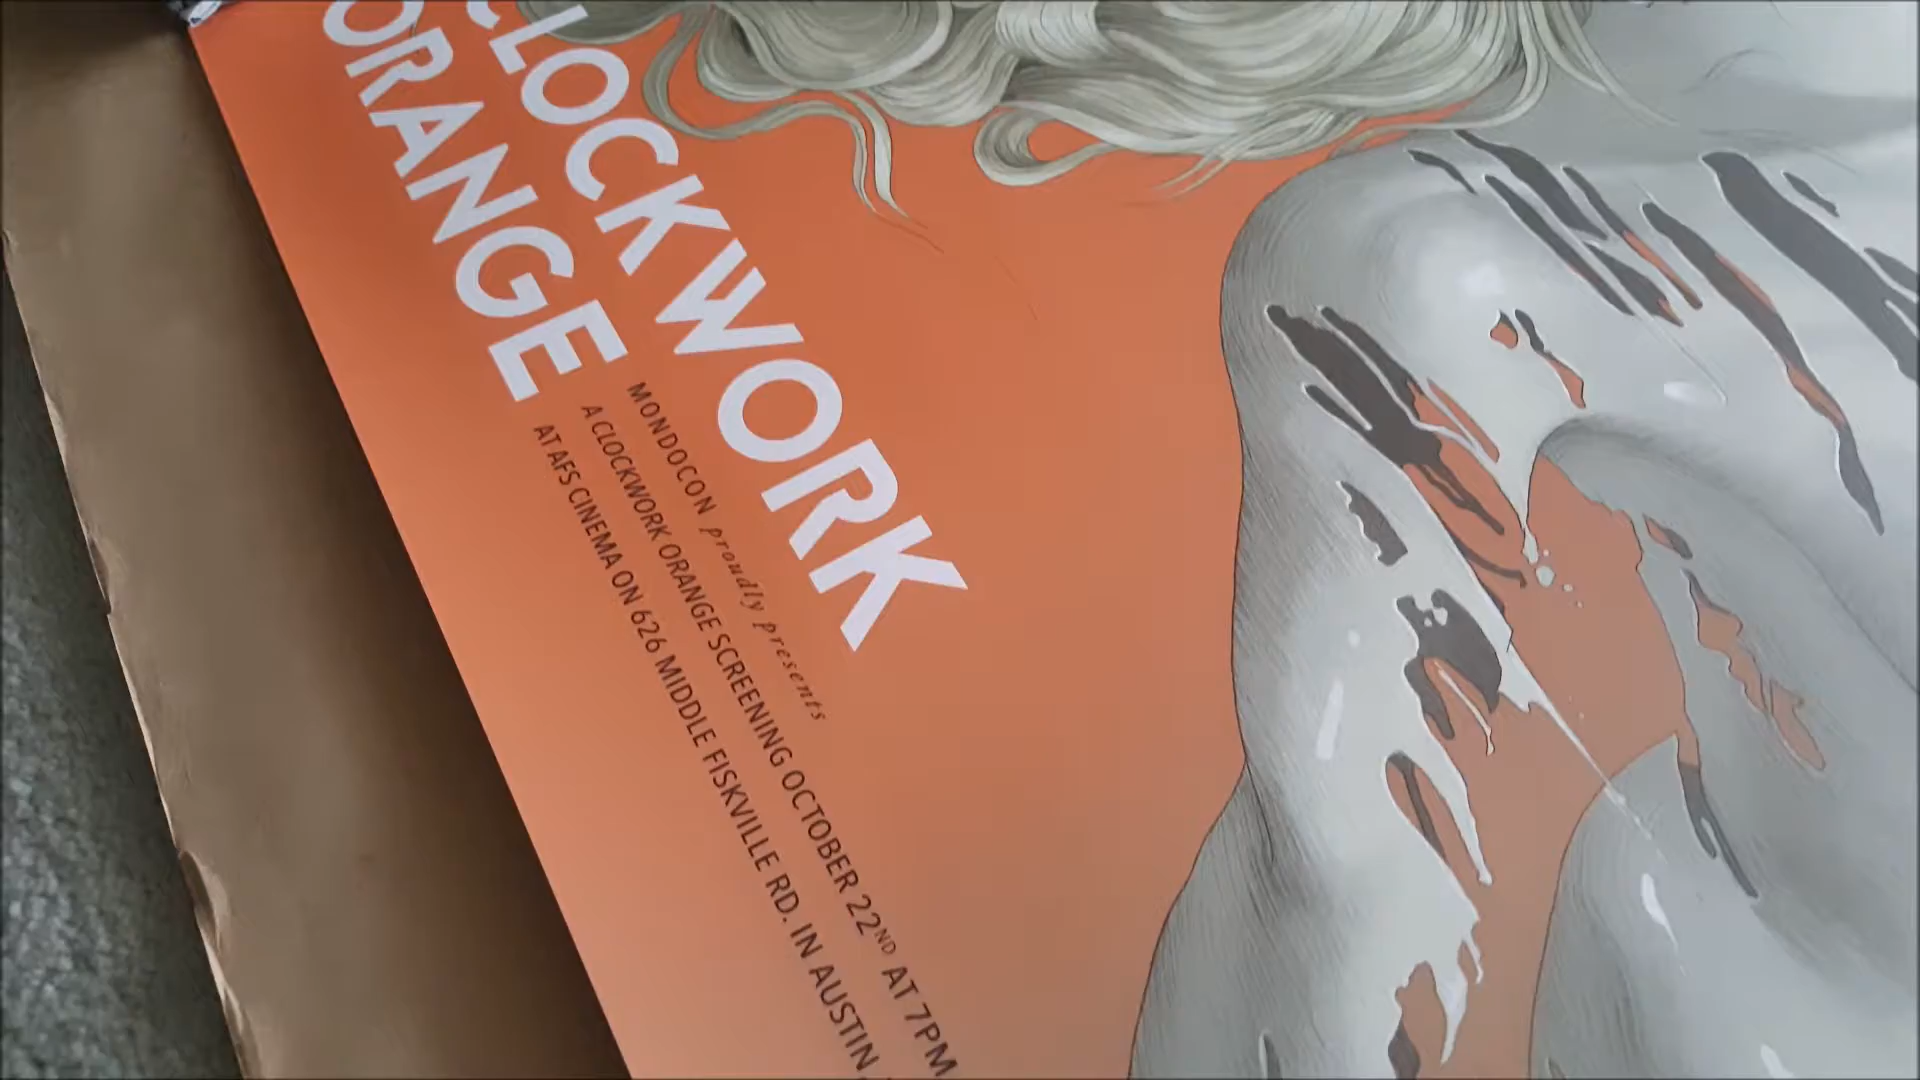 CLOCKWORK
ORANGE
MONDOCON proudly presents
A CLOCKWORK ORANGE SCREENING OCTOBER 22ND AT 7PM
AT AFS CINEMA ON 626 MIDDLE FISKVILLE RD. IN AUSTIN,